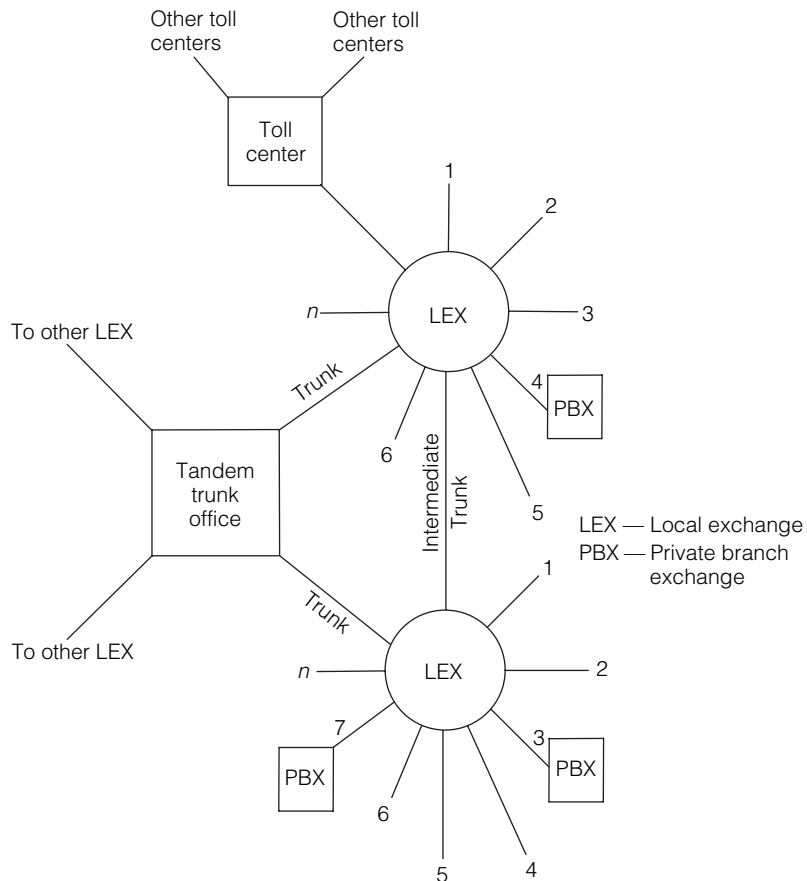 Other toll
centers
Other toll
centers
Toll
center
1
2
LEX
n
3
To other LEX
Trunk
4
PBX
6
Tandem
trunk
office
Intermediate
Trunk
5
LEX — Local exchange
PBX — Private branch
exchange
1
Trunk
To other LEX
n
LEX
2
7
3
PBX
PBX
6
5
4